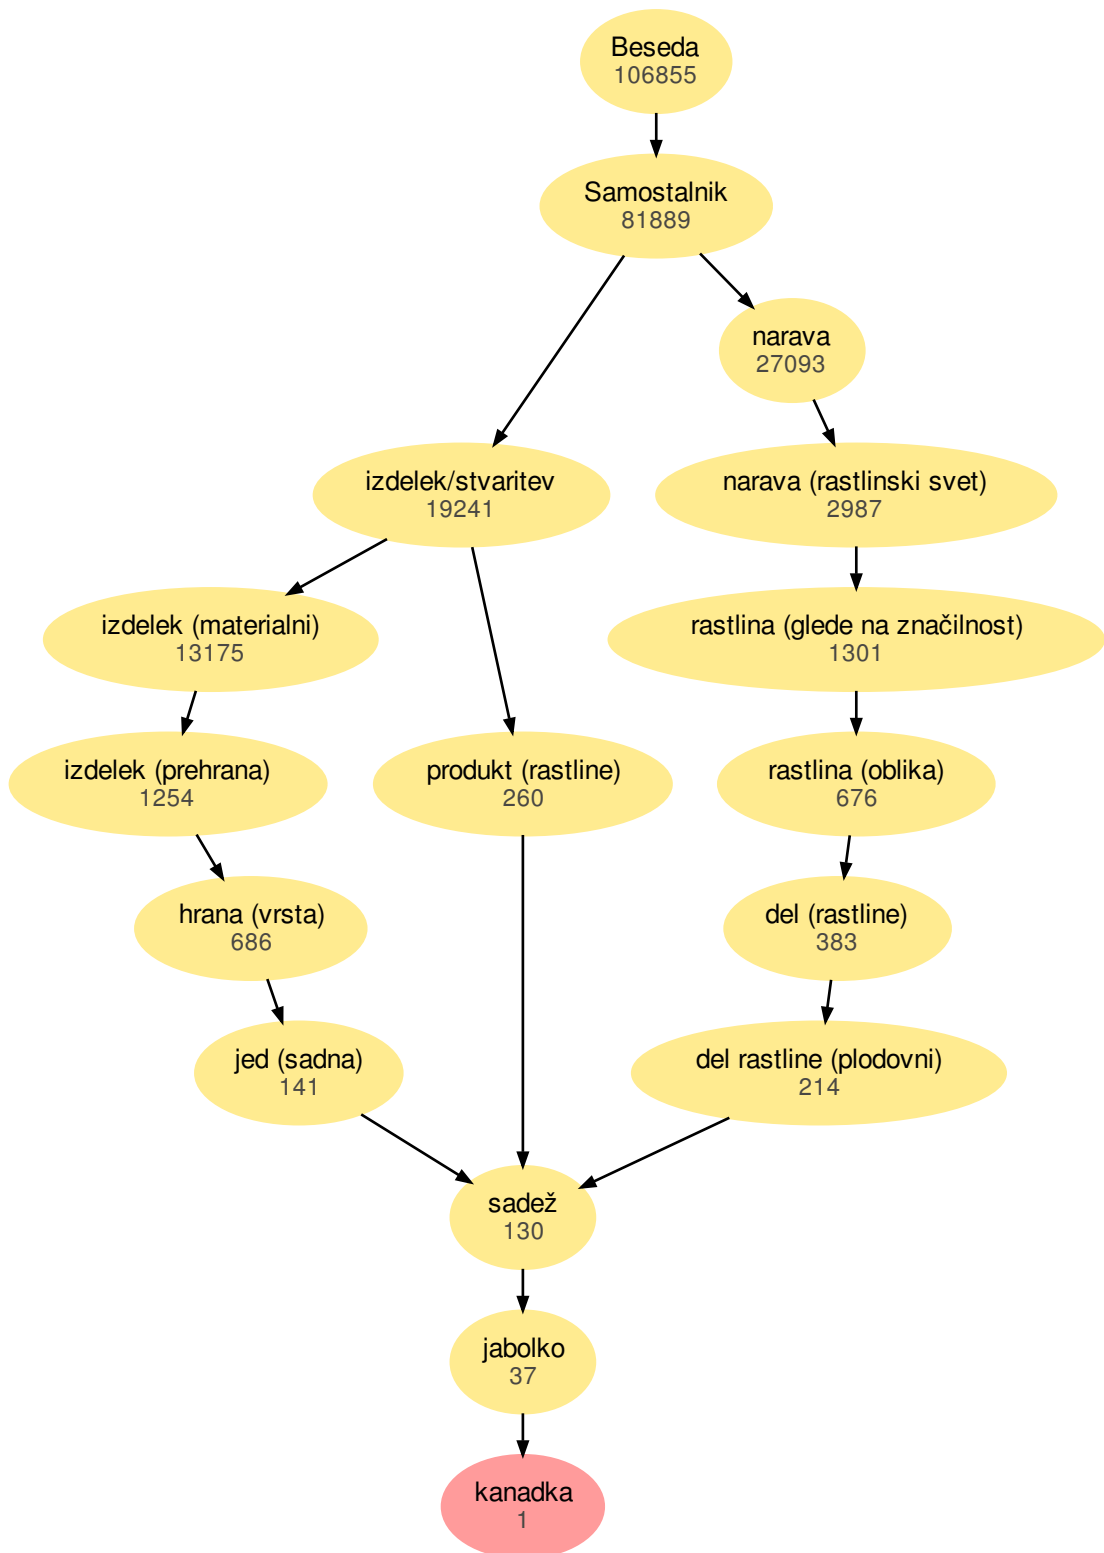 Beseda
106855
Samostalnik
81889
narava
27093
izdelek/stvaritev
19241
narava (rastlinski svet)
2987
izdelek (materialni)
13175
rastlina (glede na značilnost)
1301
izdelek (prehrana)
1254
produkt (rastline)
260
rastlina (oblika)
676
hrana (vrsta)
686
del (rastline)
383
jed (sadna)
141
del rastline (plodovni)
214
sadež
130
jabolko
37
kanadka
1